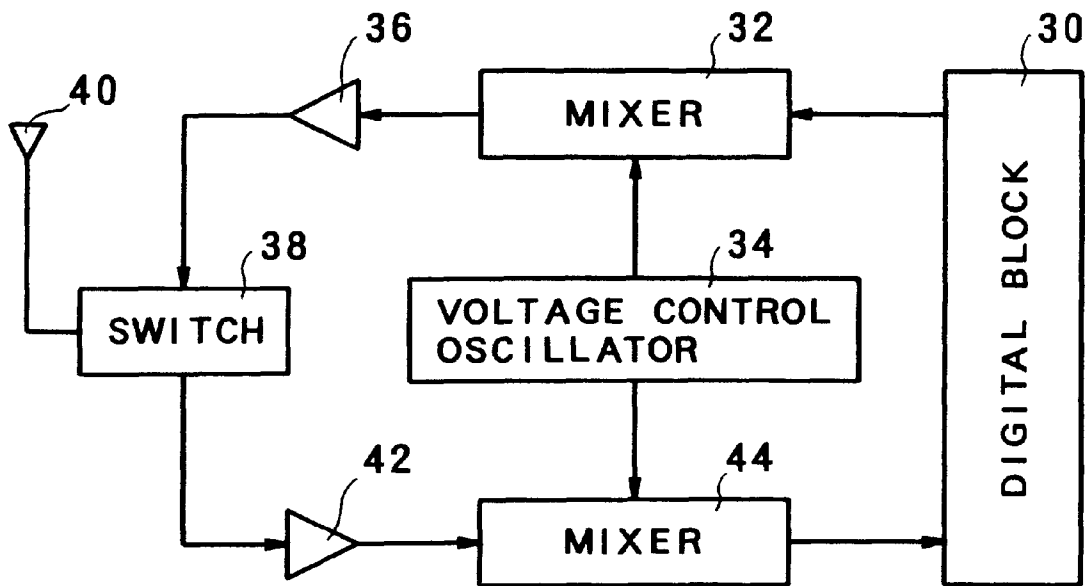 36
32
30
40
MIXER
38
34
SWITCH
VOLTAGE CONTROL
OSCILLATOR
DIGITAL BLOCK
42
44
MIXER